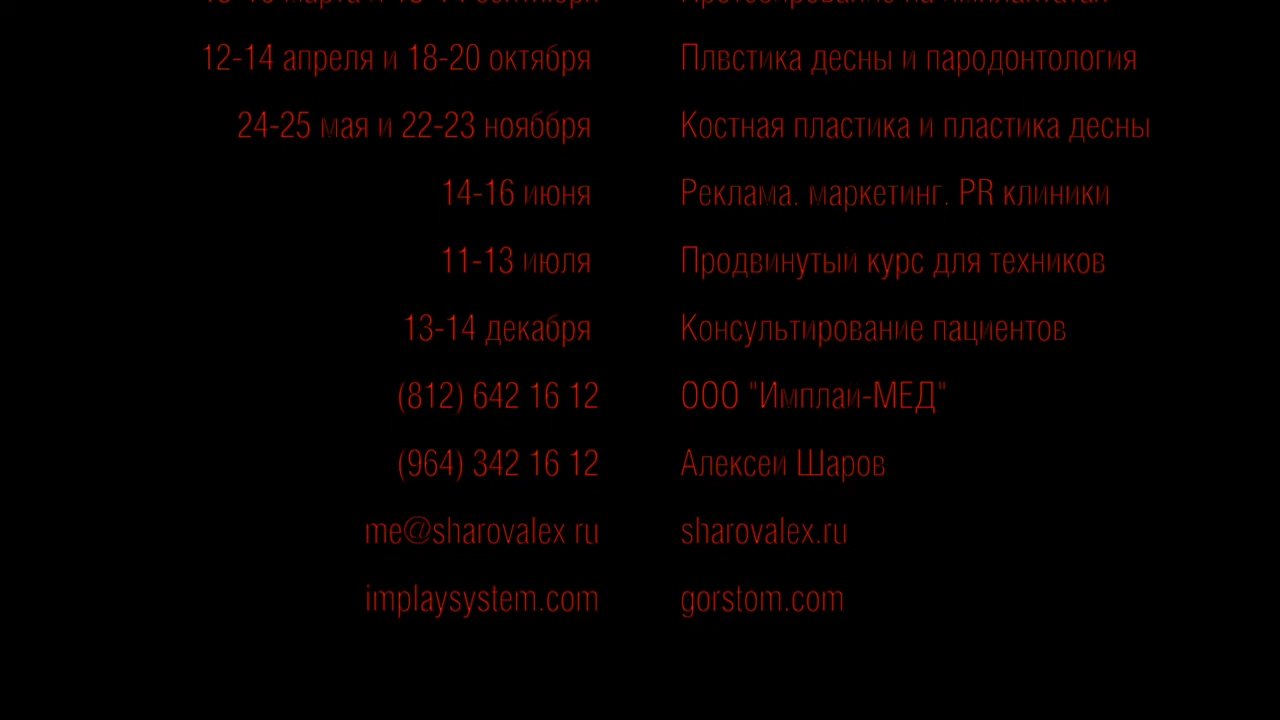 12-14 апреля и 18-20 октября Плвстика десны и пародонтология
24-25 мая и 22-23 нояббря Костная пластика и пластика десны
14-16 июня Реклама. маркетинг. PR клиники
11-13 июля Продвинутый курс для техников
13-14 декабря Консультирование пациентов
(812) 642 16 12 ООО "Имплай-МЕД"
(964) 342 16 12 Алексей Шаров
me@sharovalex ru sharovalex.ru
implaysystem.com gorstom.com